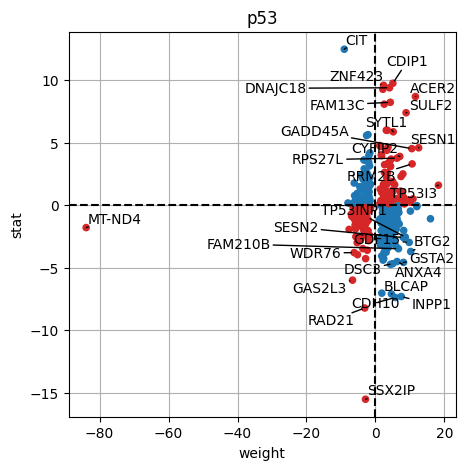 p53
CIT
CDIP1
ZNF423
DNAJC18
ACER2
FAM13C
SULF2
SYTL1
GADD45A
SESN1
CYFIP2
RPS27L
RRM2B
TP53I3
TP53INP1
MT-ND4
SESN2
GDF15
BTG2
FAM210B
WDR76
GSTA2
DSC3
ANXA4
GAS2L3
BLCAP
CDH10
INPP1
RAD21
SSX2IP
10
5
0
−5
−10
−15
stat
−80
−60
−40
−20
0
20
weight